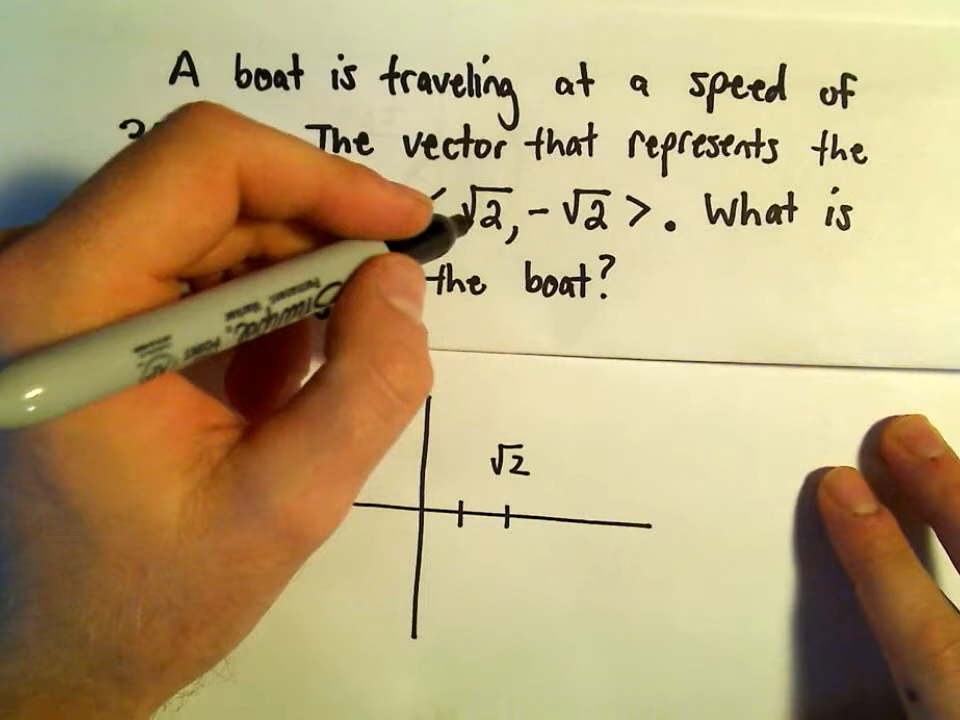 A boat is traveling at a speed of
The vector that represents the
√2, -√2 >. What is
the boat?
√2